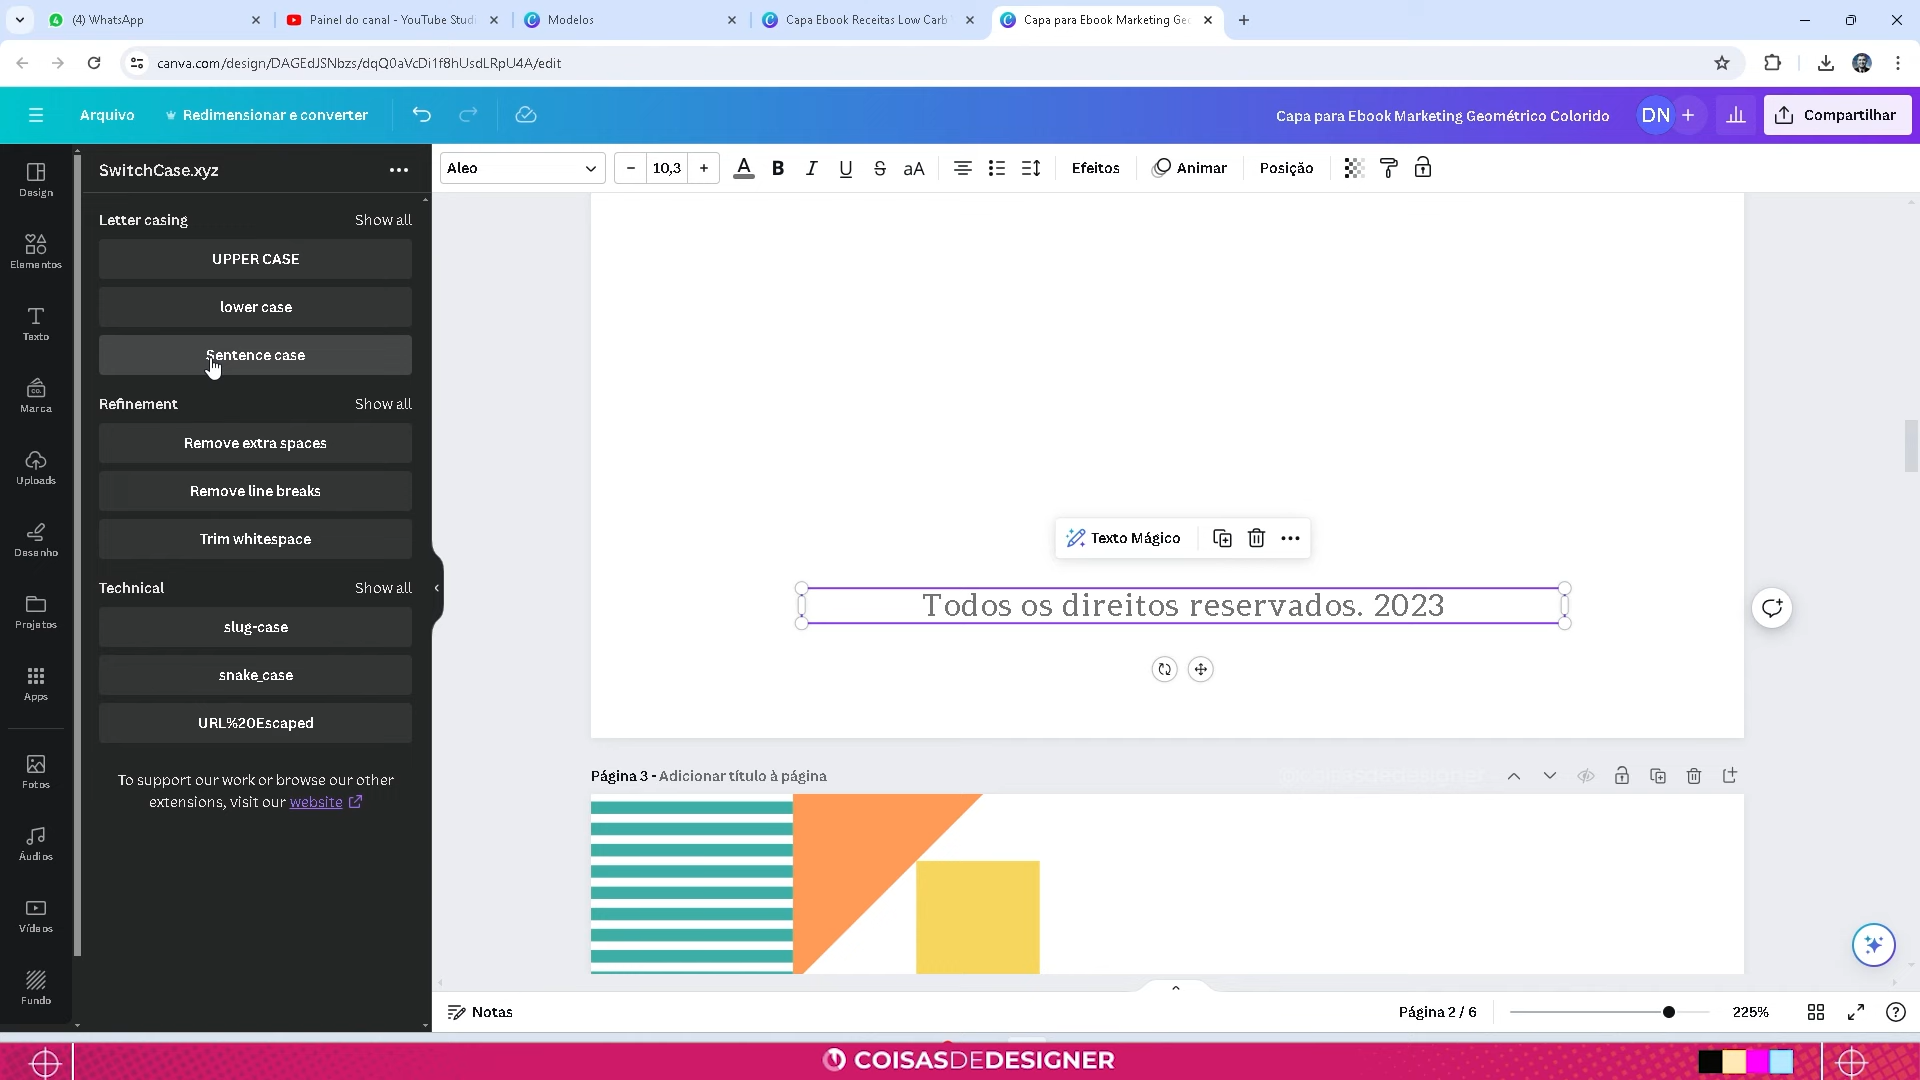 (4) WhatsApp
Painel do canal - YouTube Stud
Modelos
Capa Ebook Receitas Low Carb
Capa para Ebook Marketing Ge
canva.com/design/DAGEdJSNbzs/dqQ0aVcDi1f8hUsdLRpU4A/edit
Arquivo
Redimensionar e converter
Capa para Ebook Marketing Geométrico Colorido
DN
Compartilhar
SwitchCase.xyz
Aleo
10,3
Efeitos
Animar
Posição
Design
Elementos
Texto
Marca
Uploads
Desenho
Projetos
Apps
Fotos
Áudios
Vídeos
Fundo
Letter casing
Show all
UPPER CASE
lower case
Sentence case
Refinement
Show all
Remove extra spaces
Remove line breaks
Trim whitespace
Technical
Show all
slug-case
snake_case
URL%20Escaped
To support our work or browse our other
extensions, visit our website
Texto Mágico
Todos os direitos reservados. 2023
Página 3 - Adicionar título à página
Notas
Página 2 / 6
225%
COISASDEDESIGNER